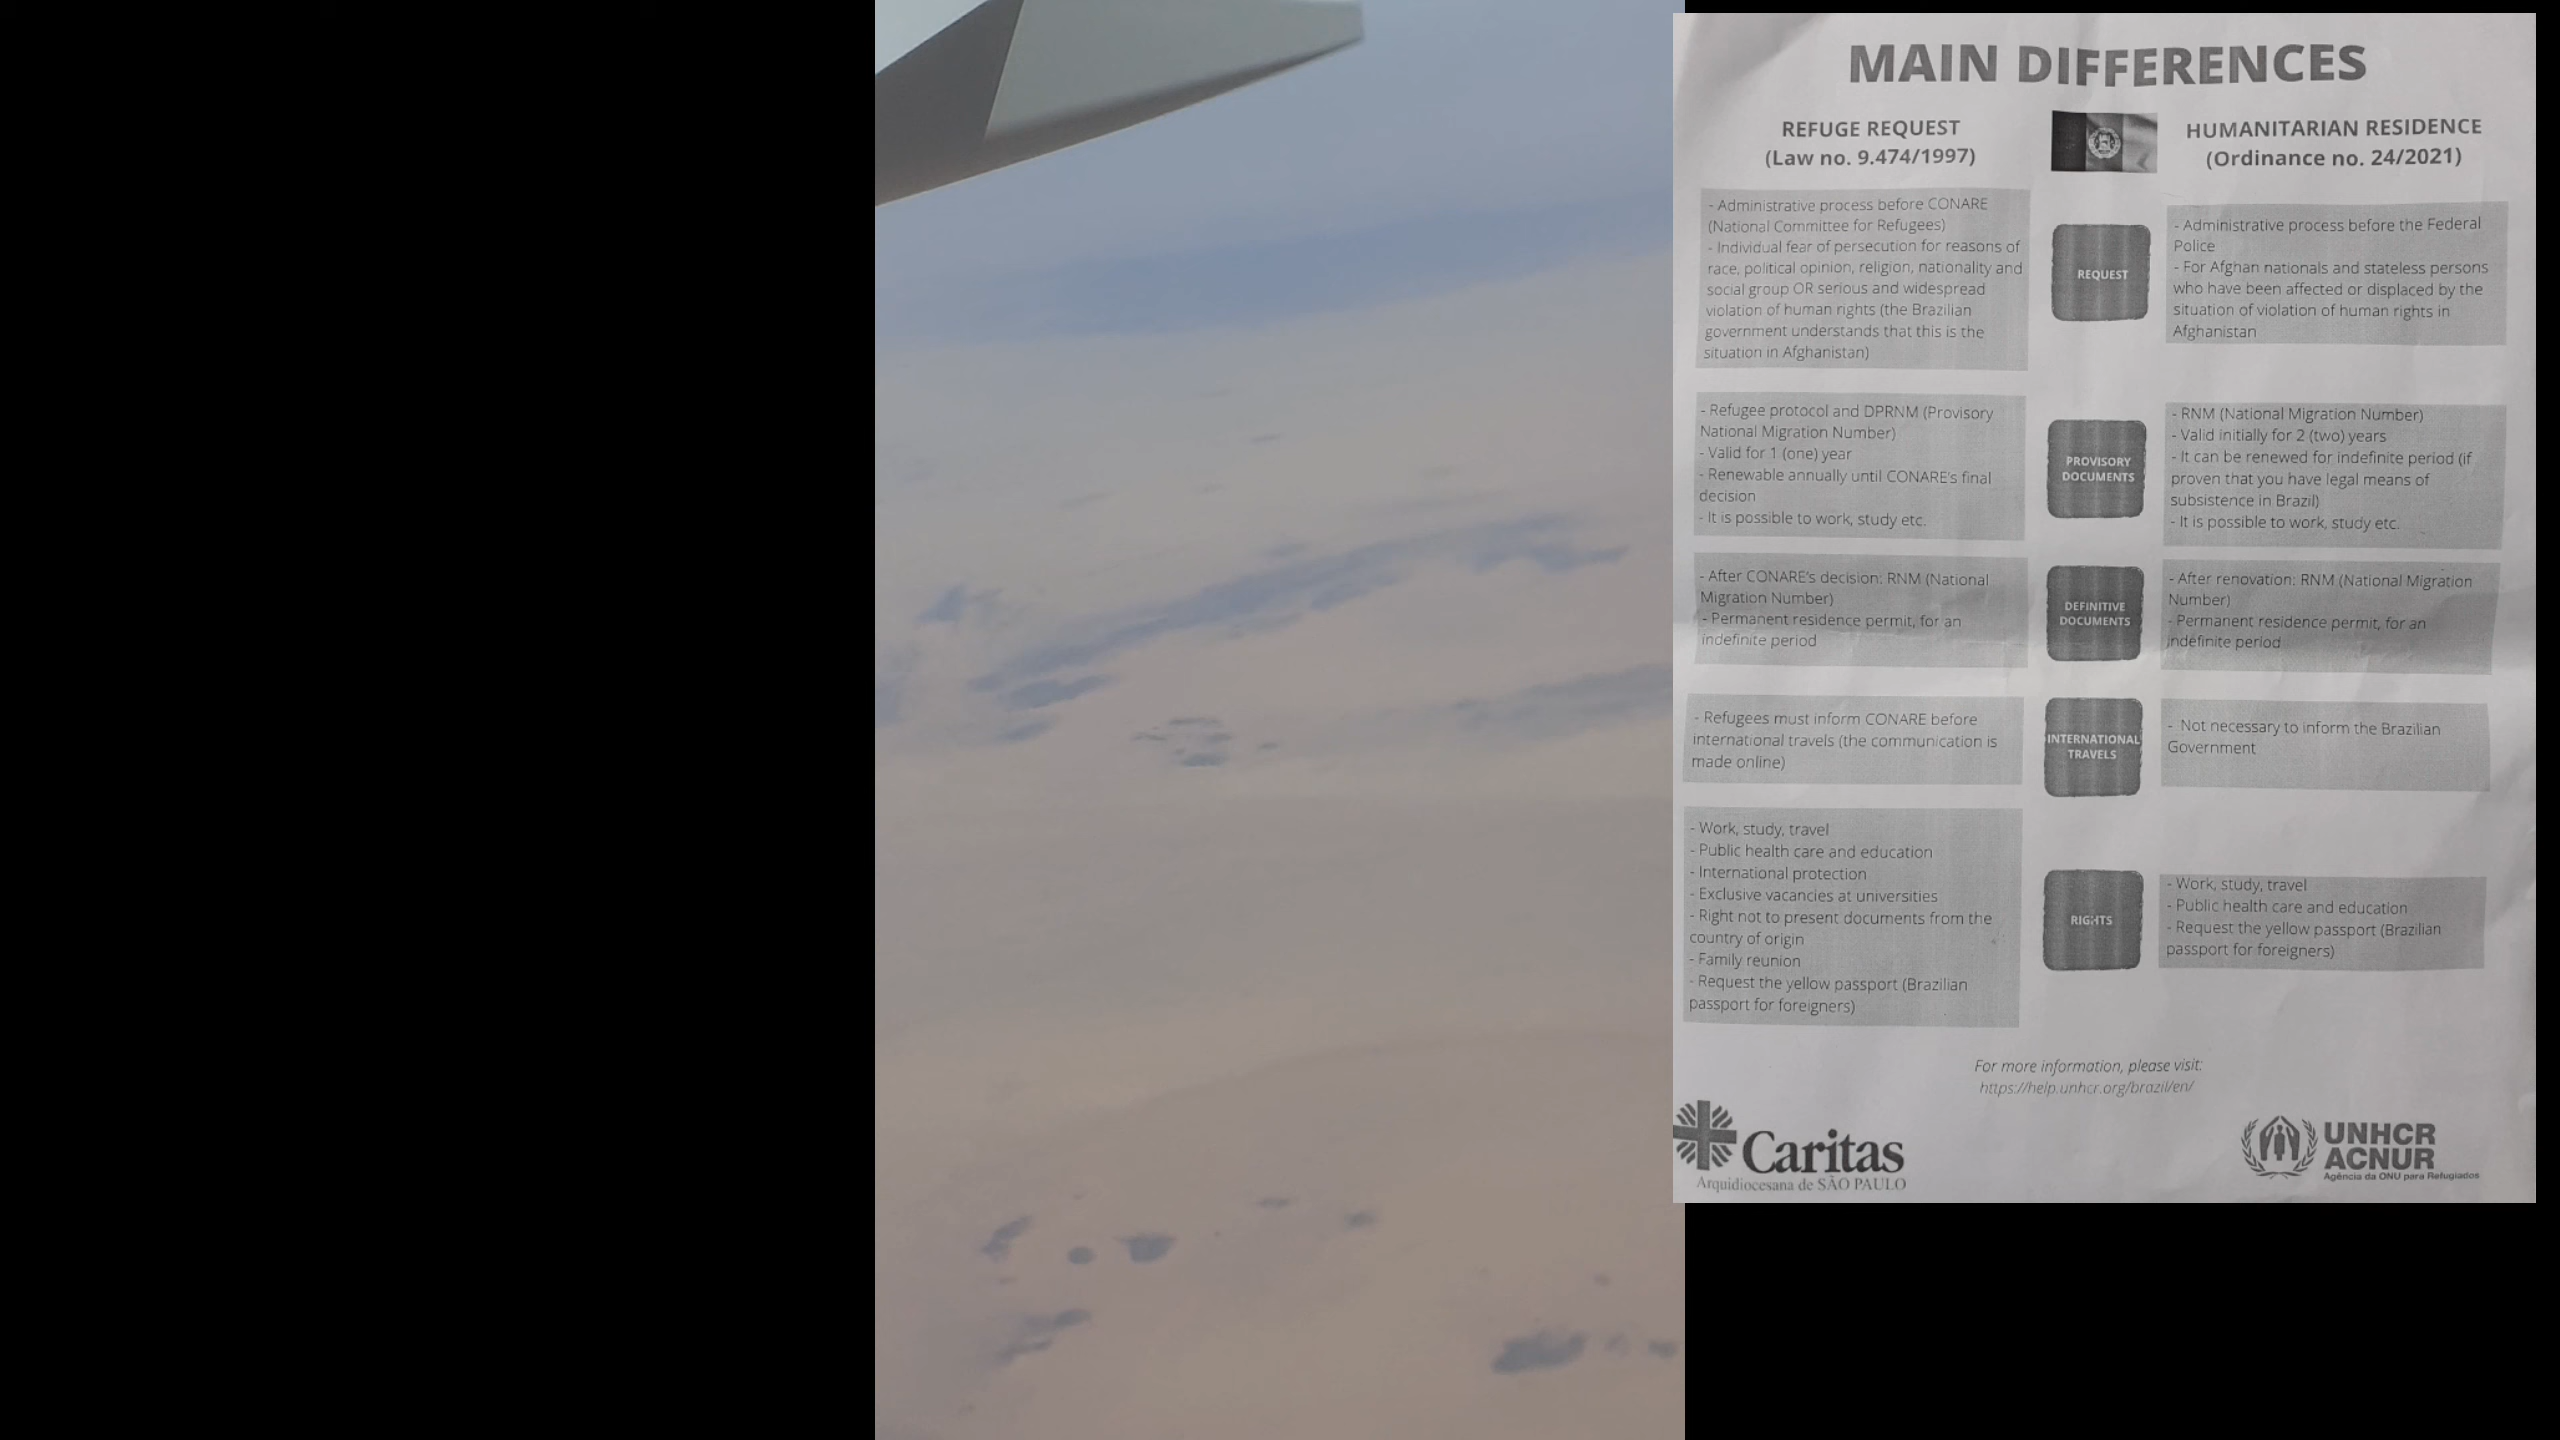 MAIN DIFFERENCES
REFUGE REQUEST
(Law no. 9.474/1997)
HUMANITARIAN RESIDENCE
(Ordinance no. 24/2021)
- Administrative process before CONARE
(National Committee for Refugees)
- Individual fear of persecution for reasons of
race, political opinion, religion, nationality and
social group OR serious and widespread
violation of human rights (the Brazilian
government understands that this is the
situation in Afghanistan)
REQUEST
- Administrative process before the Federal
Police
- For Afghan nationals and stateless persons
who have been affected or displaced by the
situation of violation of human rights in
Afghanistan
- Refugee protocol and DPRNM (Provisory
National Migration Number)
- Valid for 1 (one) year
- Renewable annually until CONARE's final
decision
- It is possible to work, study etc.
PROVISORY
DOCUMENTS
- RNM (National Migration Number)
- Valid initially for 2 (two) years
- It can be renewed for indefinite period (if
proven that you have legal means of
subsistence in Brazil)
- It is possible to work, study etc.
- After CONARE's decision: RNM (National
Migration Number)
- Permanent residence permit, for an
indefinite period
DEFINITIVE
DOCUMENTS
- After renovation: RNM (National Migration
Number)
- Permanent residence permit, for an
indefinite period
- Refugees must inform CONARE before
international travels (the communication is
made online)
INTERNATIONAL
TRAVELS
- Not necessary to inform the Brazilian
Government
- Work, study, travel
- Public health care and education
- International protection
- Exclusive vacancies at universities
- Right not to present documents from the
country of origin
- Family reunion
- Request the yellow passport (Brazilian
passport for foreigners)
RIGHTS
- Work, study, travel
- Public health care and education
- Request the yellow passport (Brazilian
passport for foreigners)
For more information, please visit:
https://help.unhcr.org/brazil/en/
Caritas
Arquidiocesana de SÃO PAULO
UNHCR
ACNUR
Agência da ONU para Refugiados